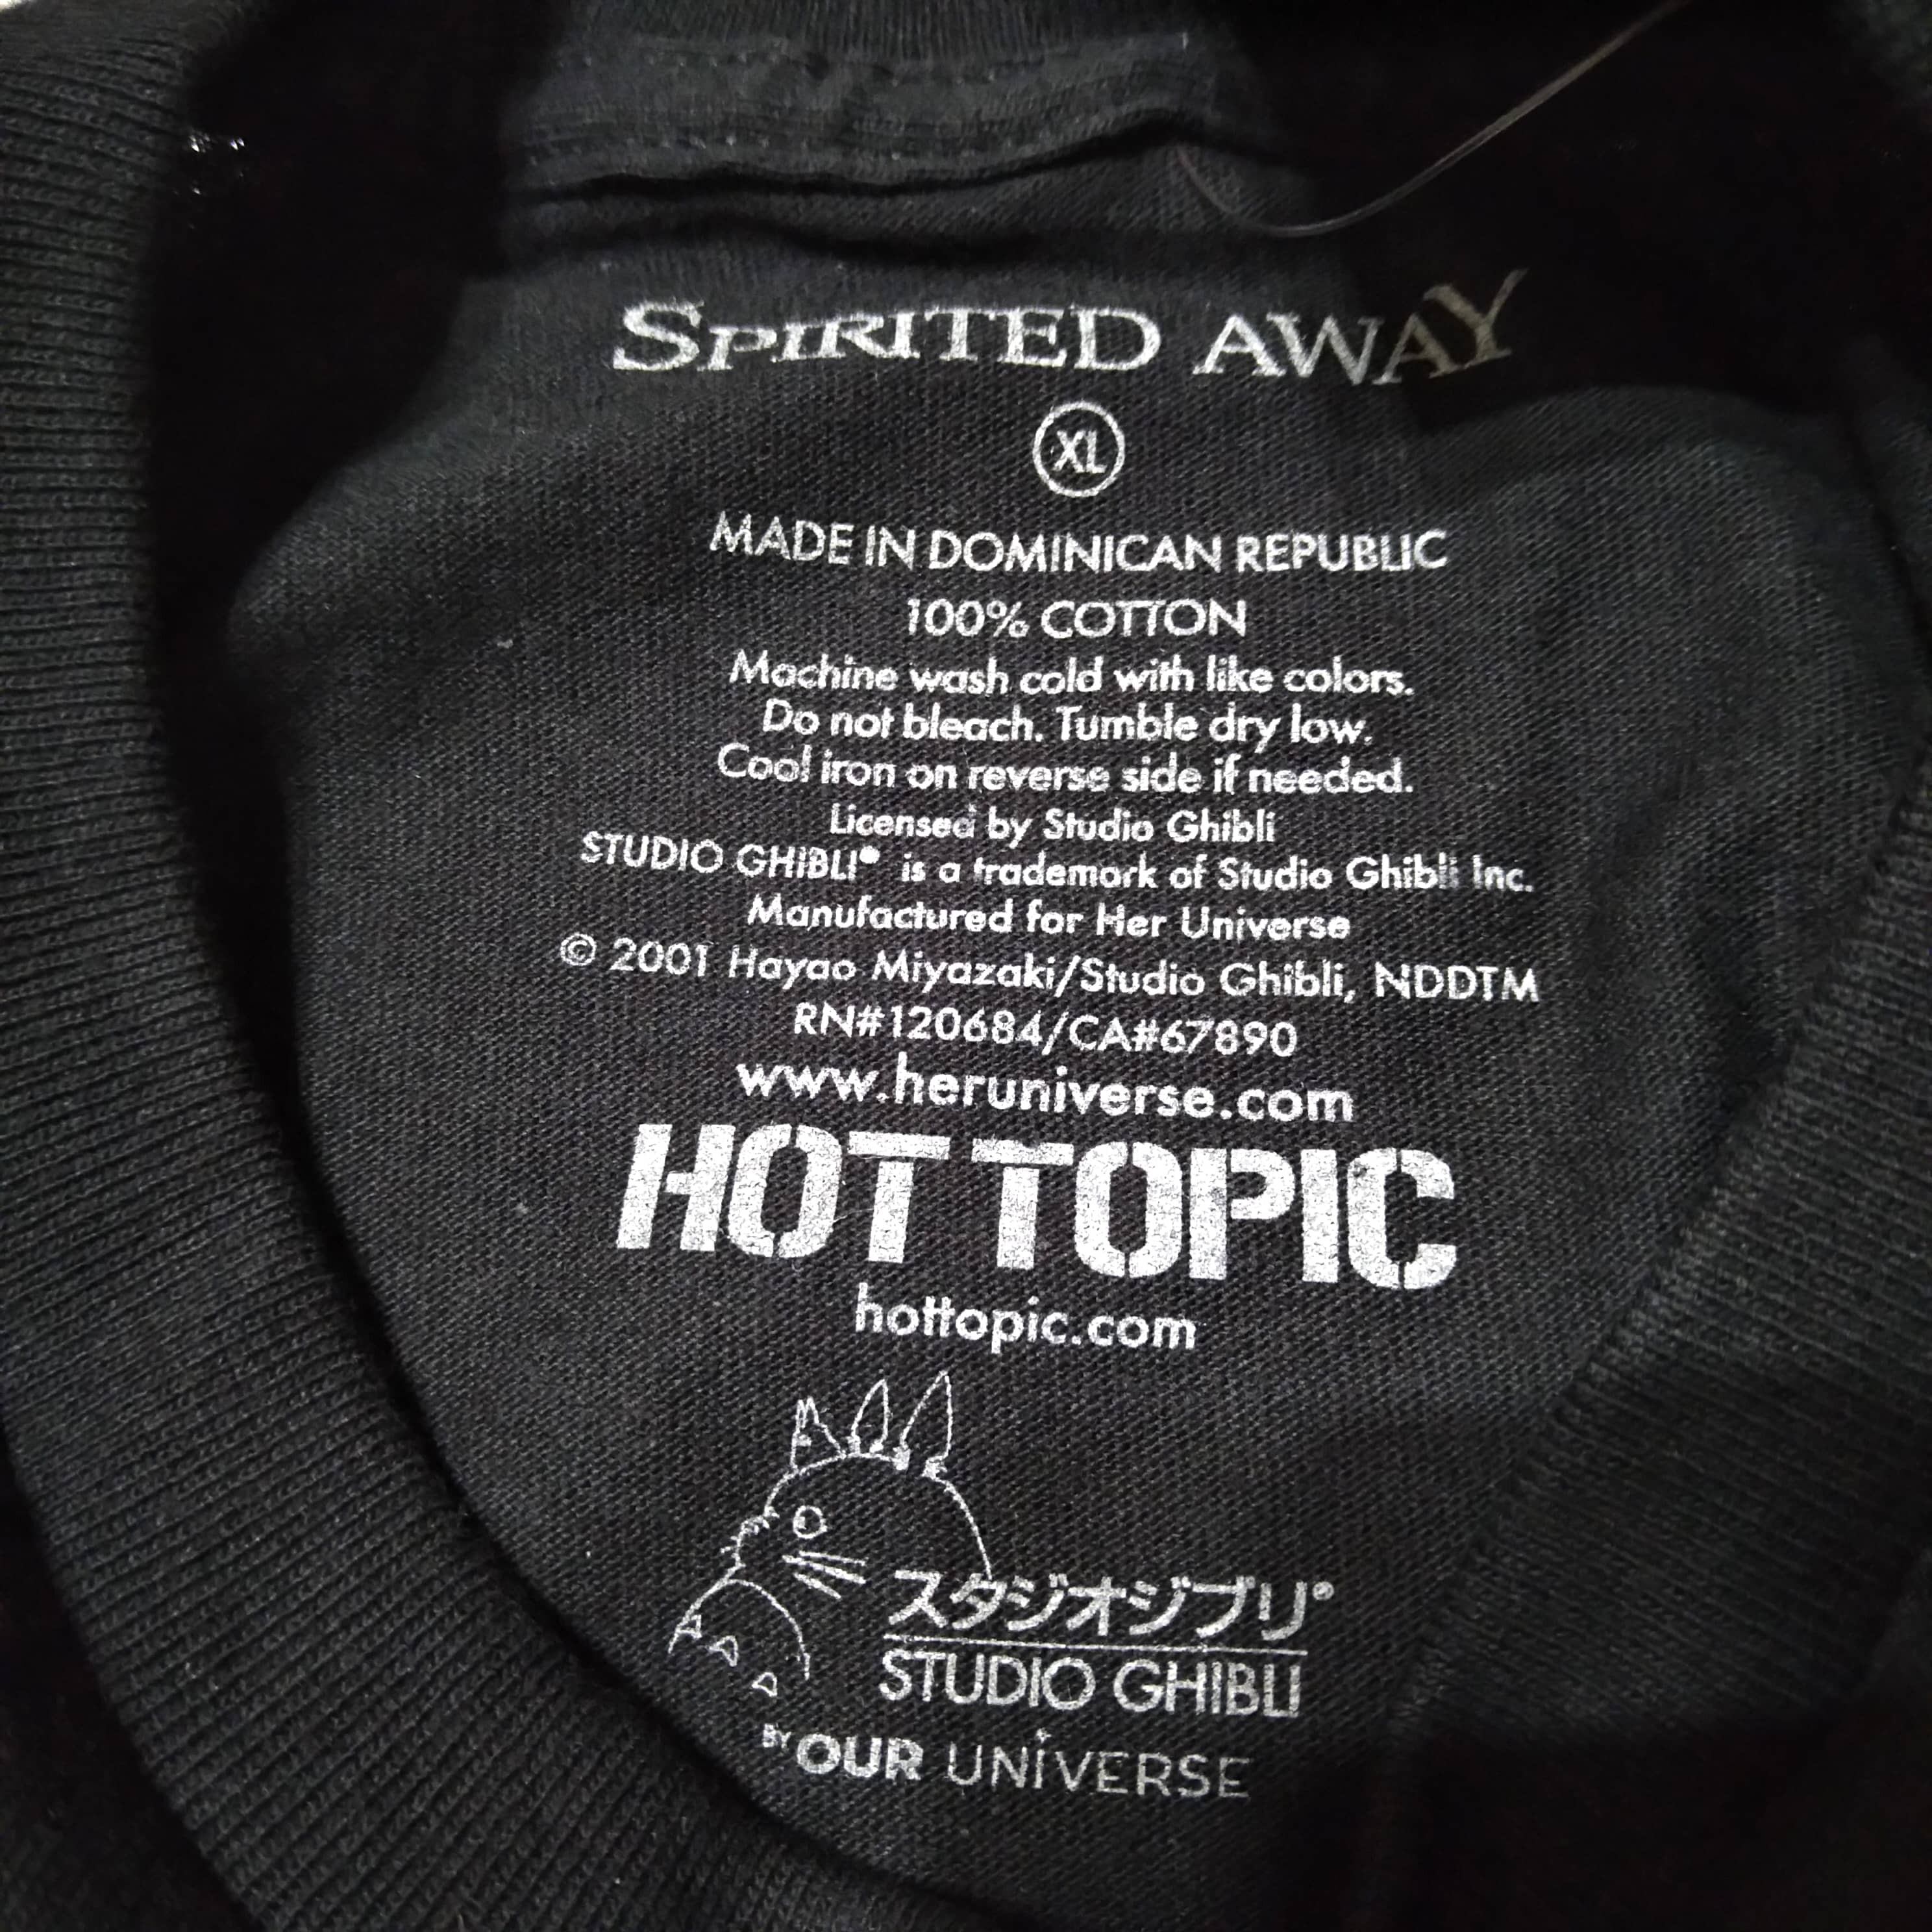 SPIRITED AWAY
XL
MADE IN DOMINICAN REPUBLIC
100% COTTON
Machine wash cold with like colors.
Do not bleach. Tumble dry low.
Cool iron on reverse side if needed.
Licensed by Studio Ghibli
STUDIO GHIBLI® is a trademark of Studio Ghibli Inc.
Manufactured for Her Universe
© 2001 Hayao Miyazaki/Studio Ghibli, NDDTM
RN#120684/CA#67890
www.heruniverse.com
HOT TOPIC
hottopic.com
スタジオジブリ®
STUDIO GHIBLI
BY OUR UNIVERSE